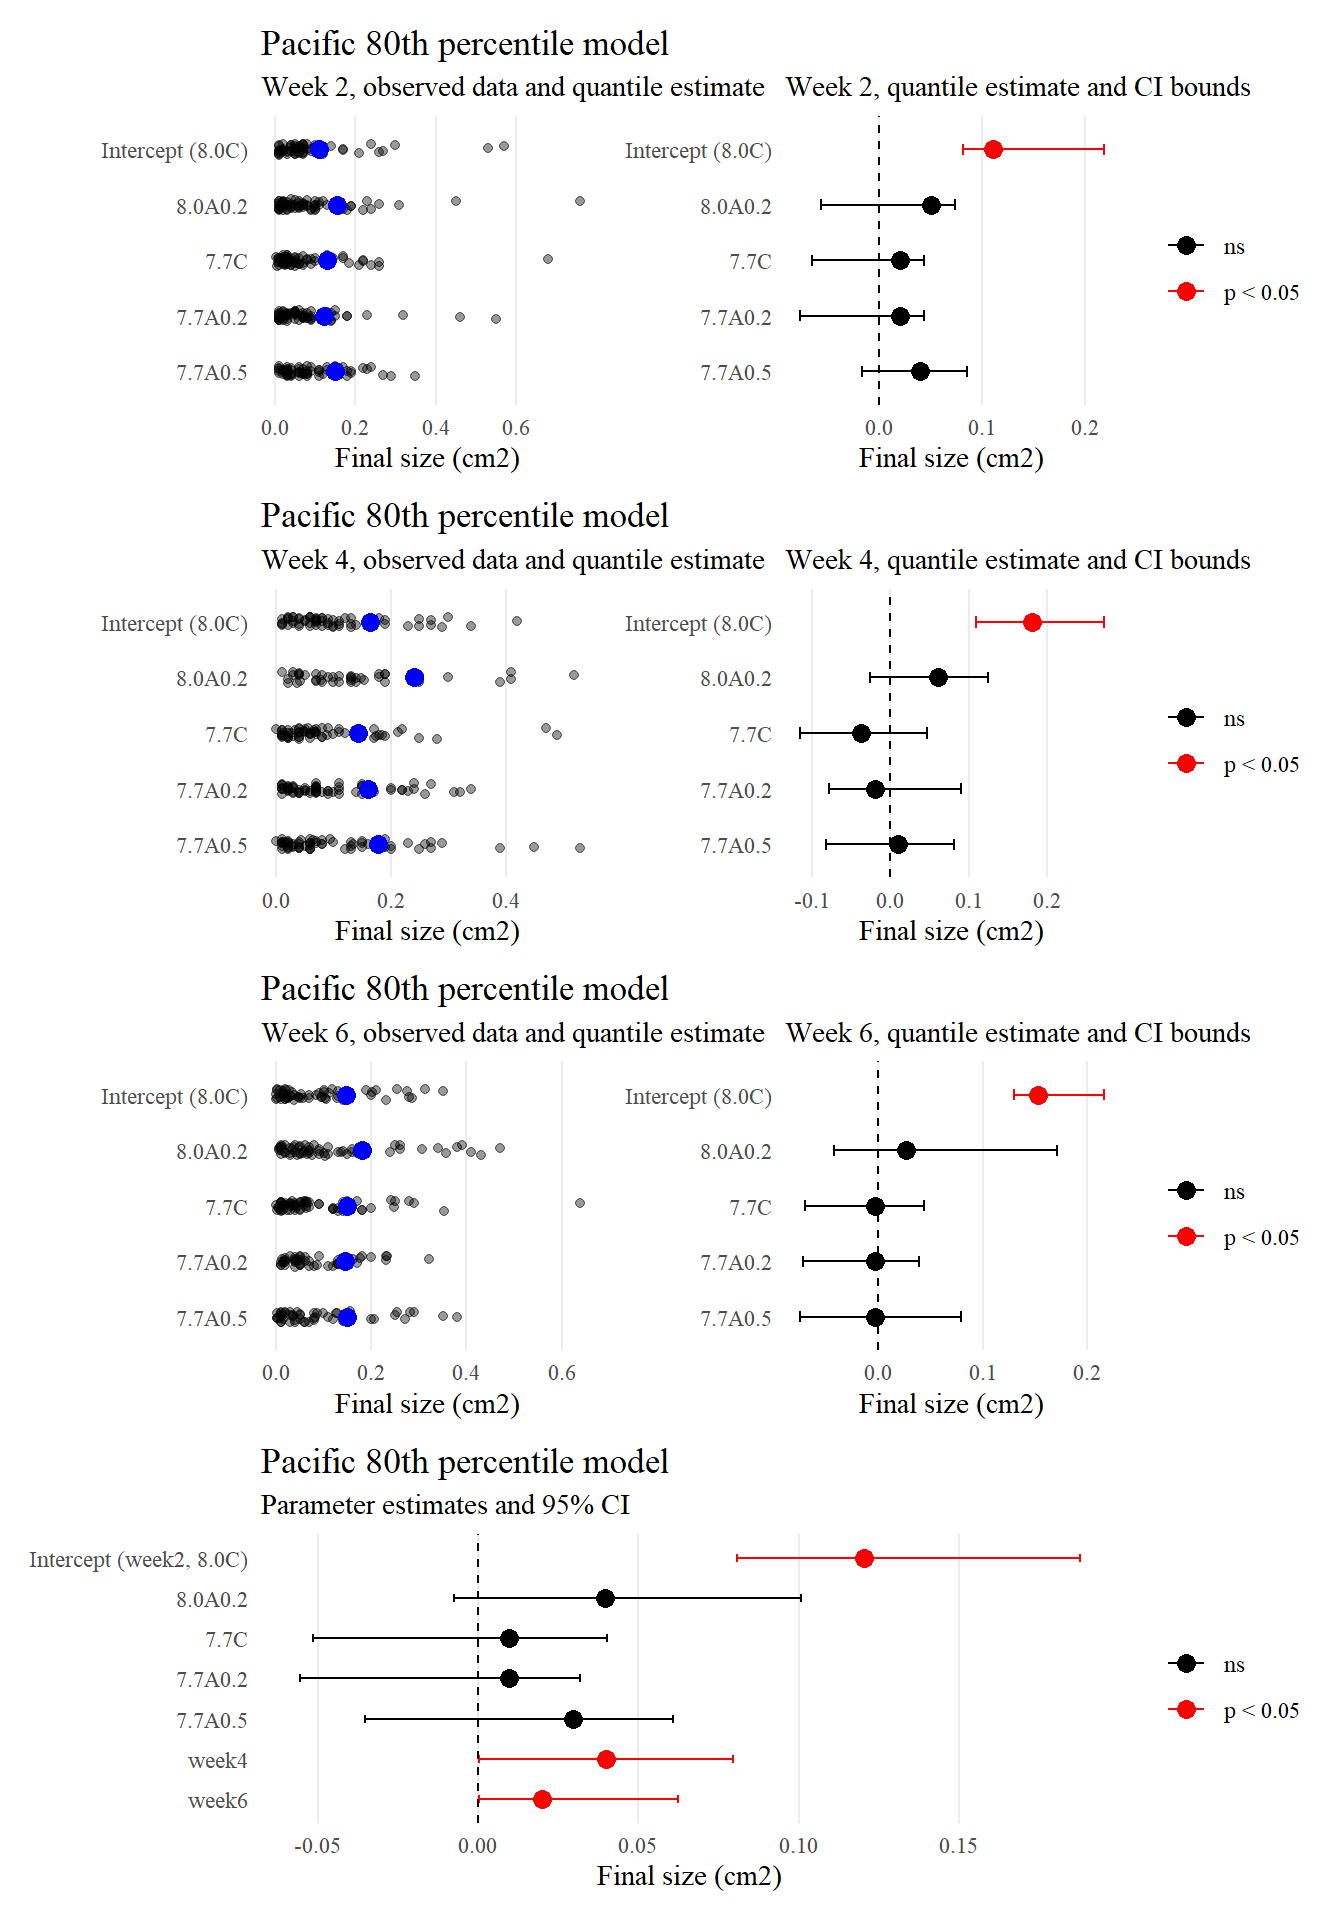 Pacific 80th percentile model
Week 2, observed data and quantile estimate
Intercept (8.0C)
8.0A0.2
7.7C
7.7A0.2
7.7A0.5
0.0 0.2 0.4 0.6
Final size (cm2)
Week 2, quantile estimate and CI bounds
Intercept (8.0C)
8.0A0.2
7.7C
7.7A0.2
7.7A0.5
0.0 0.1 0.2
Final size (cm2)
ns
p < 0.05
Pacific 80th percentile model
Week 4, observed data and quantile estimate
Intercept (8.0C)
8.0A0.2
7.7C
7.7A0.2
7.7A0.5
0.0 0.2 0.4
Final size (cm2)
Week 4, quantile estimate and CI bounds
Intercept (8.0C)
8.0A0.2
7.7C
7.7A0.2
7.7A0.5
-0.1 0.0 0.1 0.2
Final size (cm2)
ns
p < 0.05
Pacific 80th percentile model
Week 6, observed data and quantile estimate
Intercept (8.0C)
8.0A0.2
7.7C
7.7A0.2
7.7A0.5
0.0 0.2 0.4 0.6
Final size (cm2)
Week 6, quantile estimate and CI bounds
Intercept (8.0C)
8.0A0.2
7.7C
7.7A0.2
7.7A0.5
0.0 0.1 0.2
Final size (cm2)
ns
p < 0.05
Pacific 80th percentile model
Parameter estimates and 95% CI
Intercept (week2, 8.0C)
8.0A0.2
7.7C
7.7A0.2
7.7A0.5
week4
week6
-0.05 0.00 0.05 0.10 0.15
Final size (cm2)
ns
p < 0.05